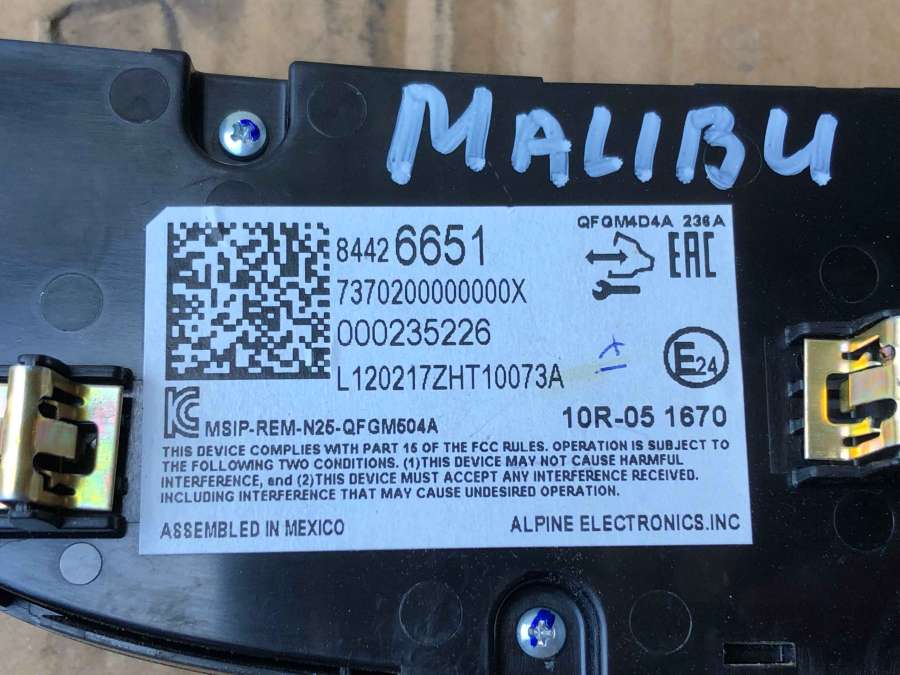 MALIBU
QFGM4D4A 236A
8442 6651
EAC
7370200000000X
000235226
L120217ZHT10073A
E24
MSIP-REM-N25-QFGM504A
10R-05 1670
THIS DEVICE COMPLIES WITH PART 15 OF THE FCC RULES. OPERATION IS SUBJECT TO
THE FOLLOWING TWO CONDITIONS. (1)THIS DEVICE MAY NOT CAUSE HARMFUL
INTERFERENCE, and (2)THIS DEVICE MUST ACCEPT ANY INTERFERENCE RECEIVED.
INCLUDING INTERFERENCE THAT MAY CAUSE UNDESIRED OPERATION.
ASSEMBLED IN MEXICO
ALPINE ELECTRONICS.INC